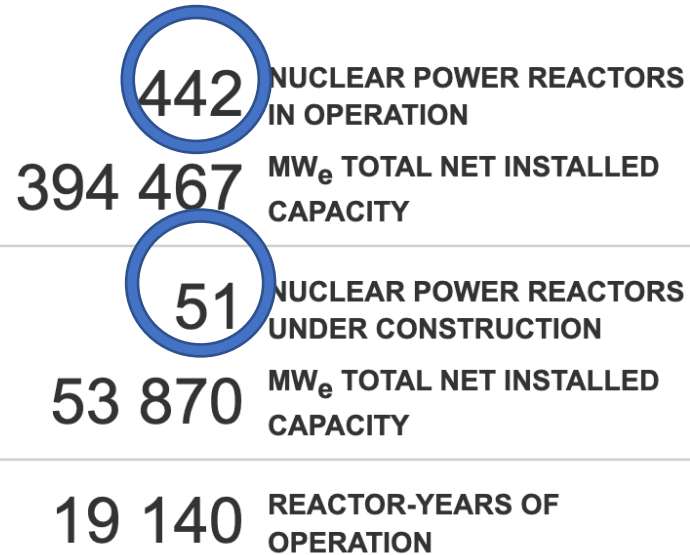 442 NUCLEAR POWER REACTORS
IN OPERATION
394 467 MWe TOTAL NET INSTALLED
CAPACITY
51 NUCLEAR POWER REACTORS
UNDER CONSTRUCTION
53 870 MWe TOTAL NET INSTALLED
CAPACITY
19 140 REACTOR-YEARS OF
OPERATION